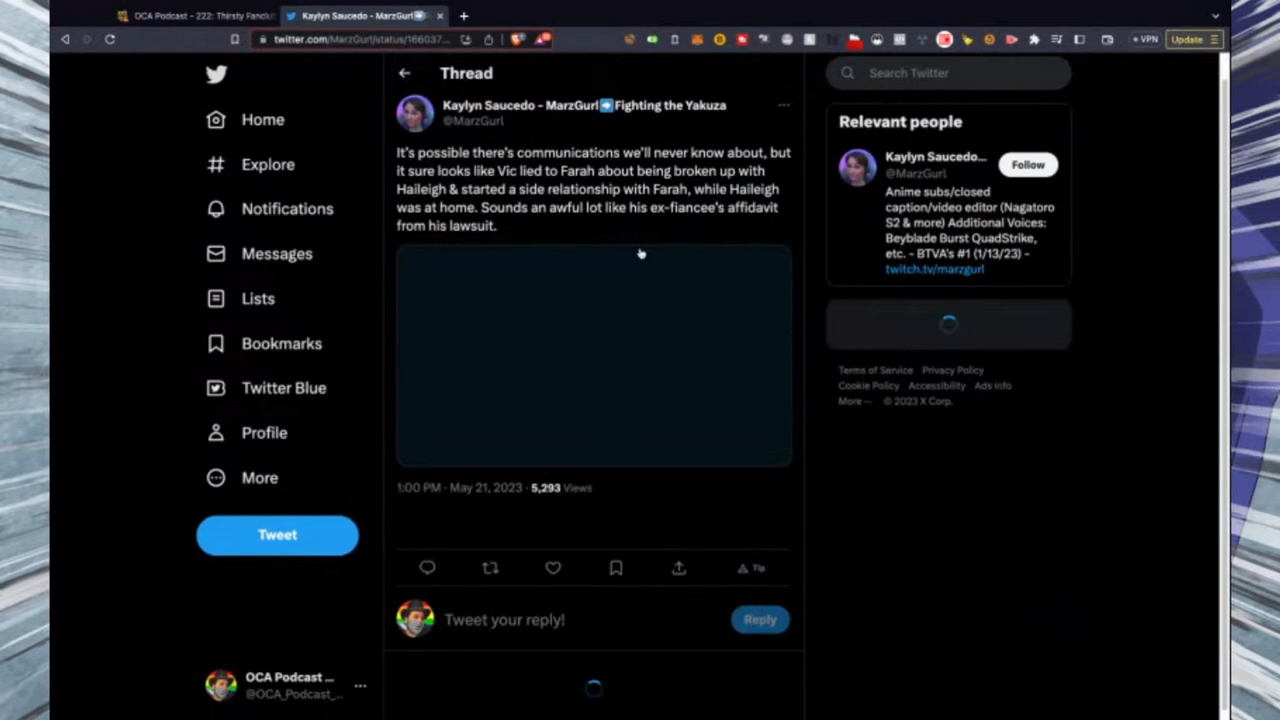 OCA Podcast - 222: Thirsty Fanclu
Kaylyn Saucedo - MarzGurl➡️F
twitter.com/MarzGurl/status/166037...
VPN
Update
Home
Explore
Notifications
Messages
Lists
Bookmarks
Twitter Blue
Profile
More
Tweet
OCA Podcast ...
@OCA_Podcast_...
Thread
Kaylyn Saucedo - MarzGurl➡️Fighting the Yakuza
@MarzGurl
It's possible there's communications we'll never know about, but
it sure looks like Vic lied to Farah about being broken up with
Haileigh & started a side relationship with Farah, while Haileigh
was at home. Sounds an awful lot like his ex-fiancee's affidavit
from his lawsuit.
1:00 PM · May 21, 2023 · 5,293 Views
Tip
Tweet your reply!
Reply
Search Twitter
Relevant people
Kaylyn Saucedo...
@MarzGurl
Follow
Anime subs/closed
caption/video editor (Nagatoro
S2 & more) Additional Voices:
Beyblade Burst QuadStrike,
etc. - BTVA's #1 (1/13/23) -
twitch.tv/marzgurl
Terms of Service Privacy Policy
Cookie Policy Accessibility Ads info
More ··· © 2023 X Corp.